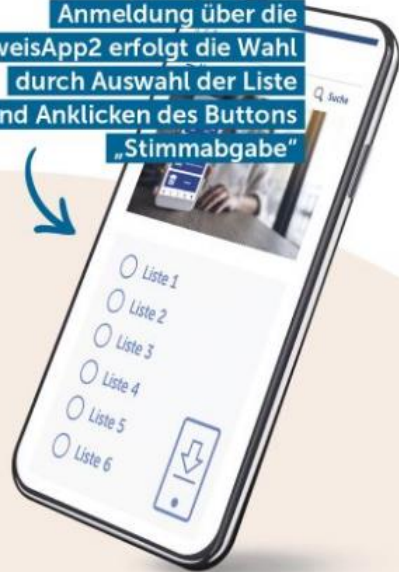 Anmeldung über die
weisApp2 erfolgt die Wahl
durch Auswahl der Liste
nd Anklicken des Buttons
„Stimmabgabe“
Suche
Liste 1
Liste 2
Liste 3
Liste 4
Liste 5
Liste 6